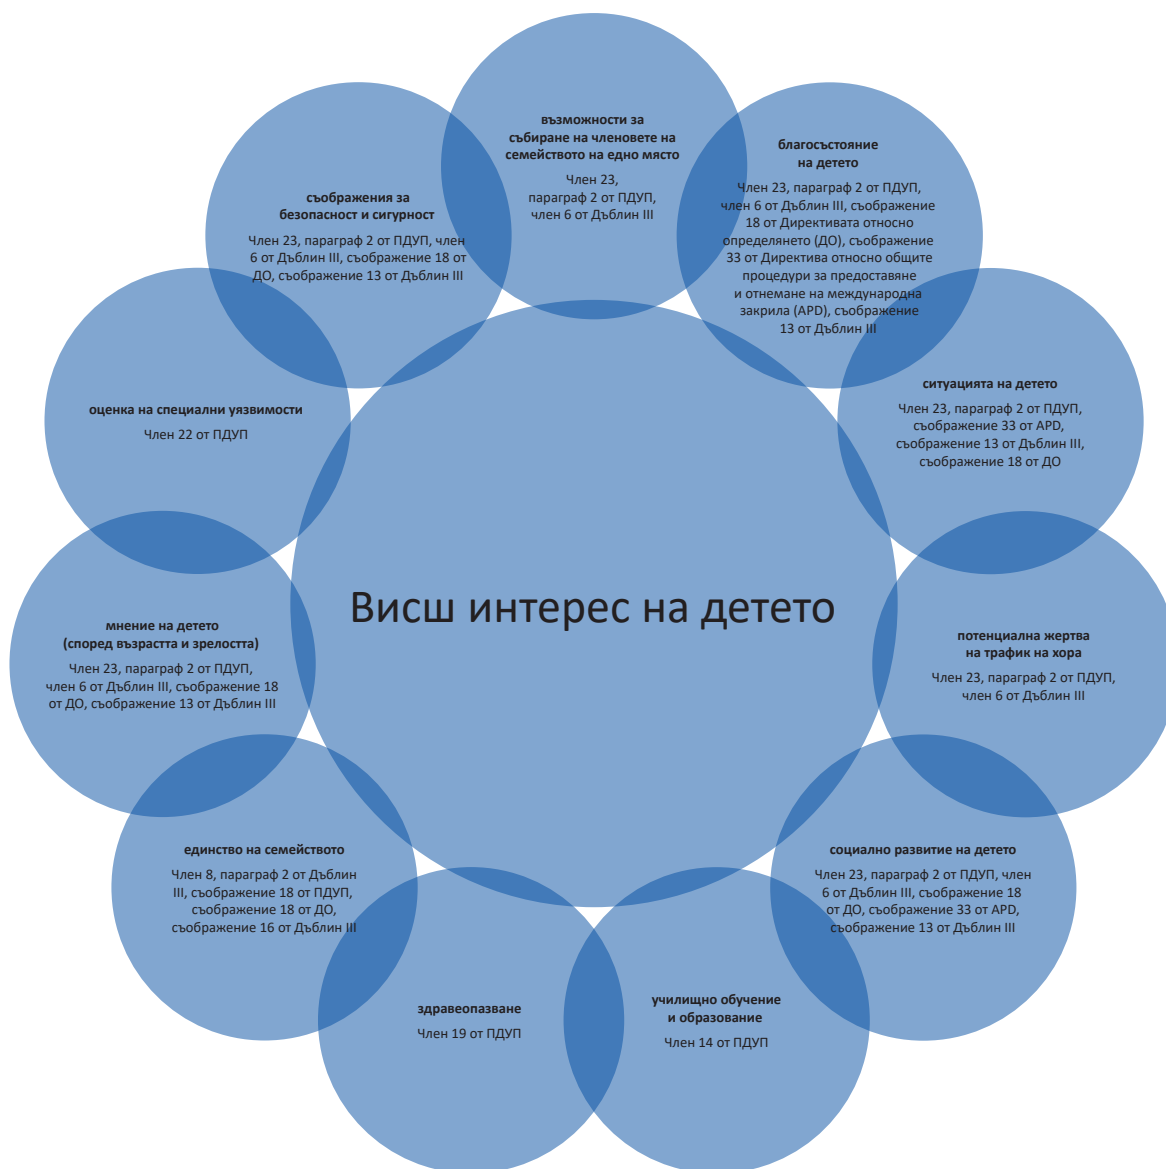 възможности за
събиране на членовете на
семейството на едно място
Член 23,
параграф 2 от ПДУП,
член 6 от Дъблин III
благосъстояние
на детето
Член 23, параграф 2 от ПДУП,
член 6 от Дъблин III, съображение
18 от Директивата относно
определянето (ДО), съображение
33 от Директива относно общите
процедури за предоставяне
и отнемане на международна
закрила (APD), съображение
13 от Дъблин III
ситуацията на детето
Член 23, параграф 2 от ПДУП,
съображение 33 от APD,
съображение 13 от Дъблин III,
съображение 18 от ДО
потенциална жертва
на трафик на хора
Член 23, параграф 2 от ПДУП,
член 6 от Дъблин III
социално развитие на детето
Член 23, параграф 2 от ПДУП, член
6 от Дъблин III, съображение 18
от ДО, съображение 33 от APD,
съображение 13 от Дъблин III
училищно обучение
и образование
Член 14 от ПДУП
здравеопазване
Член 19 от ПДУП
единство на семейството
Член 8, параграф 2 от Дъблин
III, съображение 18 от ПДУП,
съображение 18 от ДО,
съображение 16 от Дъблин III
мнение на детето
(според възрастта и зрелостта)
Член 23, параграф 2 от ПДУП,
член 6 от Дъблин III, съображение 18
от ДО, съображение 13 от Дъблин III
оценка на специални уязвимости
Член 22 от ПДУП
съображения за
безопасност и сигурност
Член 23, параграф 2 от ПДУП, член
6 от Дъблин III, съображение 18 от
ДО, съображение 13 от Дъблин III
Висш интерес на детето